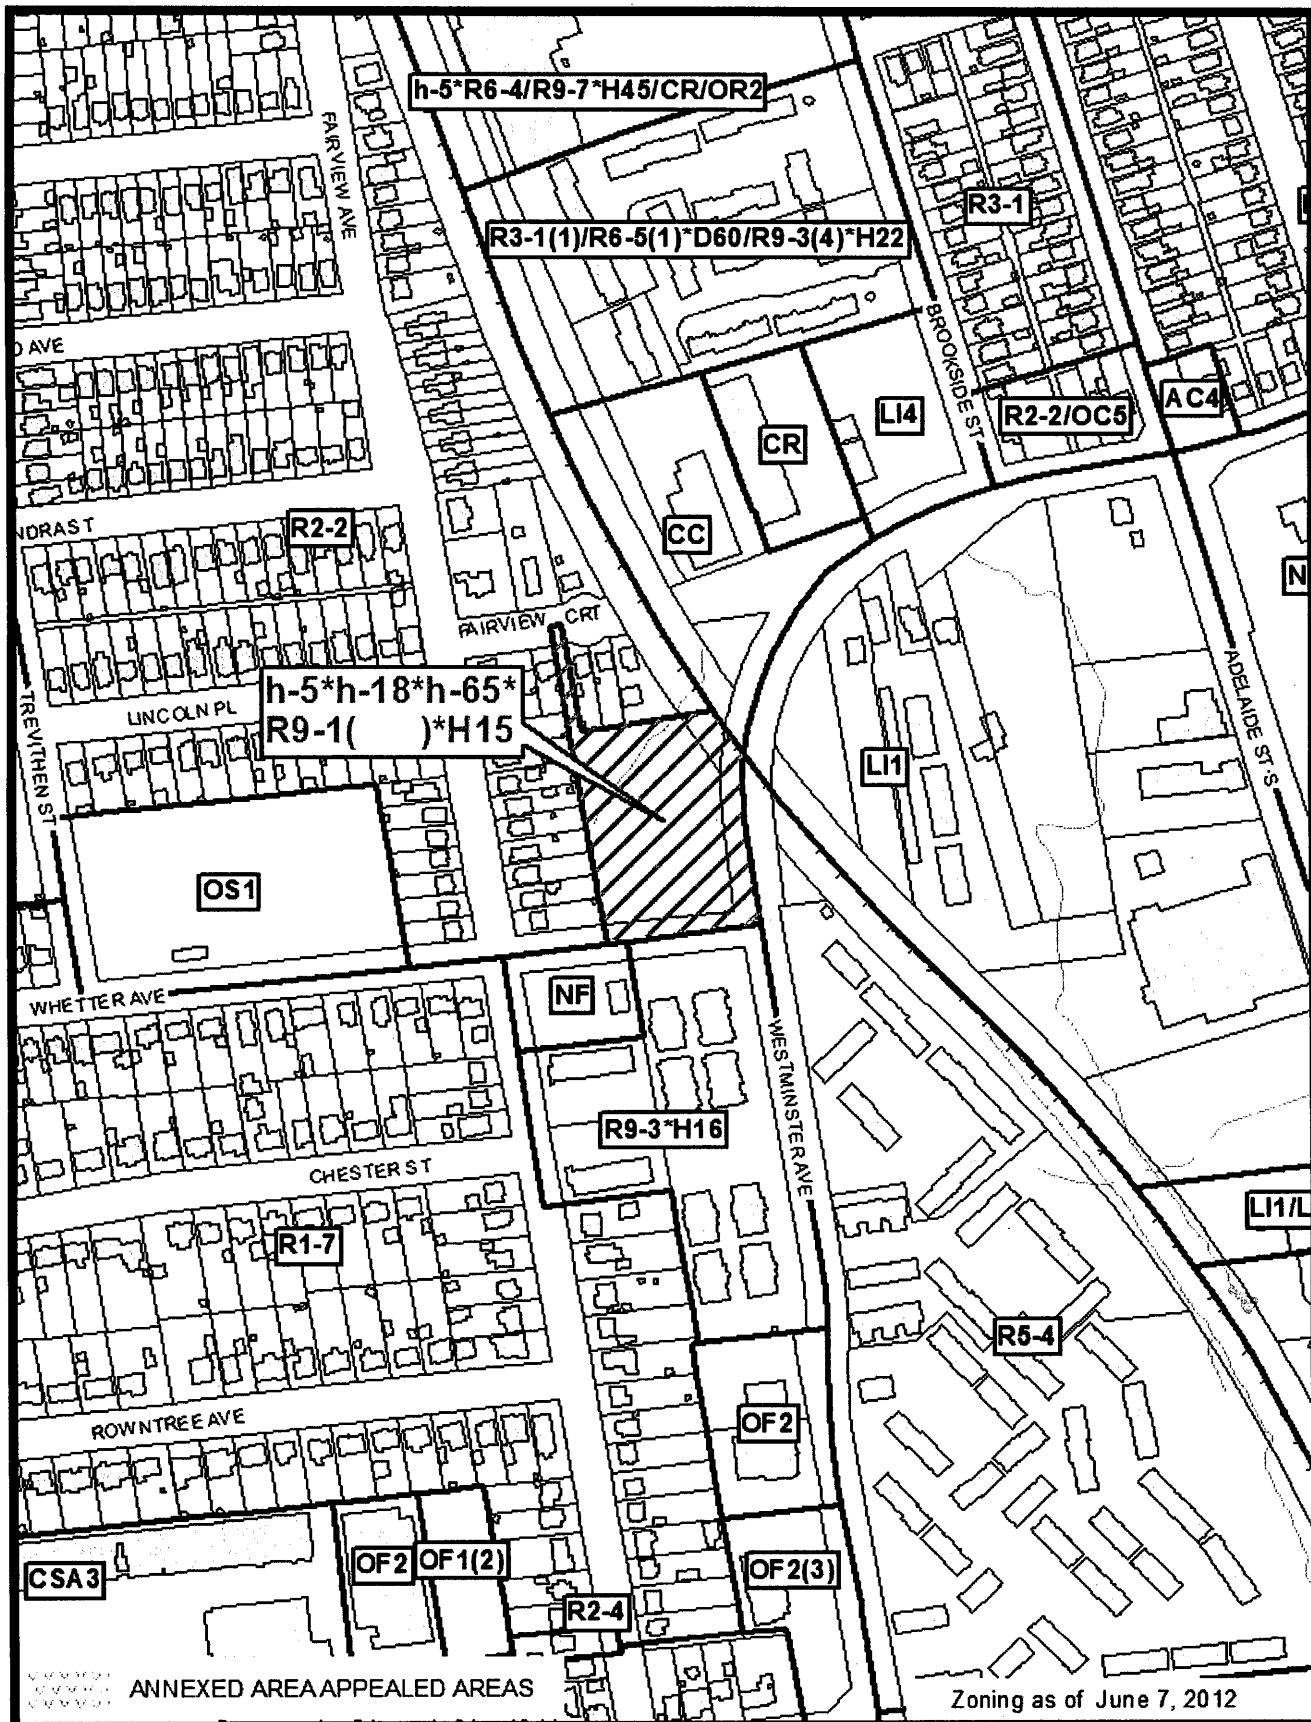 h-5*R6-4/R9-7*H45/CR/OR2
FAIRVIEW AVE
R3-1
R3-1(1)/R6-5(1)*D60/R9-3(4)*H22
AVE
BROOKSIDE ST
AC4
LI4
R2-2/OC5
CR
R2-2
CC
N
FAIRVIEW CRT
h-5*h-18*h-65*
R9-1( )*H15
LINCOLN PL
TREVITHEN ST
ADELAIDE ST S
LI1
OS1
NF
WHETTER AVE
WESTMINSTER AVE
R9-3*H16
CHESTER ST
LI1/L
R1-7
R5-4
OF2
ROWNTREE AVE
CSA3
OF2
OF1(2)
OF2(3)
R2-4
ANNEXED AREA APPEALED AREAS
Zoning as of June 7, 2012